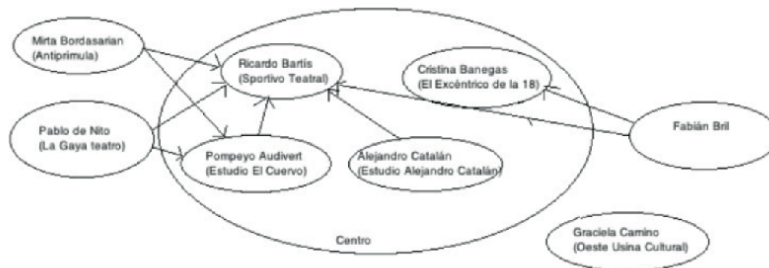 Mirta Bordasarian
(Antiprimula)
Ricardo Bartis
(Sportivo Teatral)
Cristina Banegas
(El Excéntrico de la 18)
Pablo de Nito
(La Gaya teatro)
Fabián Bril
Pompeyo Audivert
(Estudio El Cuervo)
Alejandro Catalán
(Estudio Alejandro Catalán)
Centro
Graciela Camino
(Oeste Usina Cultural)